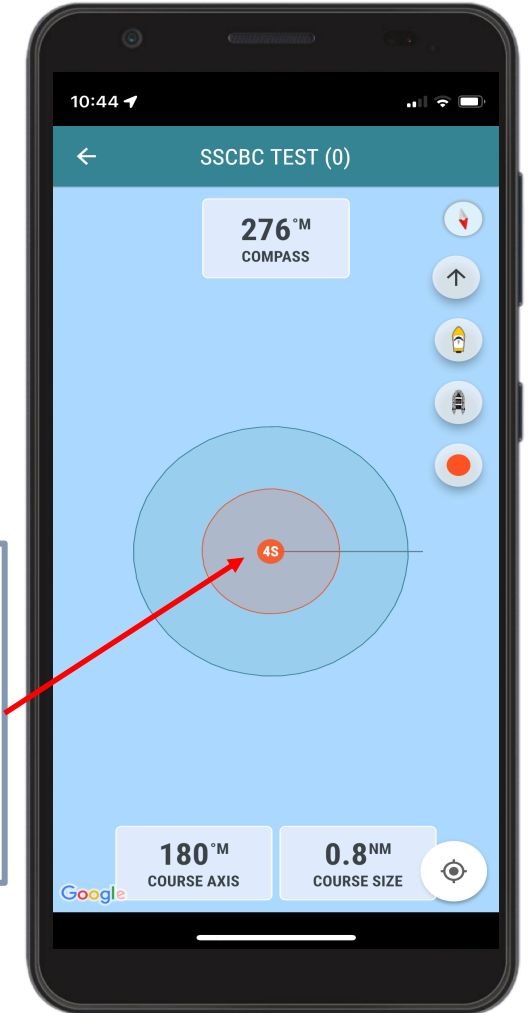 10:44
SSCBC TEST (0)
276°M
COMPASS
4S
180°M
COURSE AXIS
0.8NM
COURSE SIZE
Google